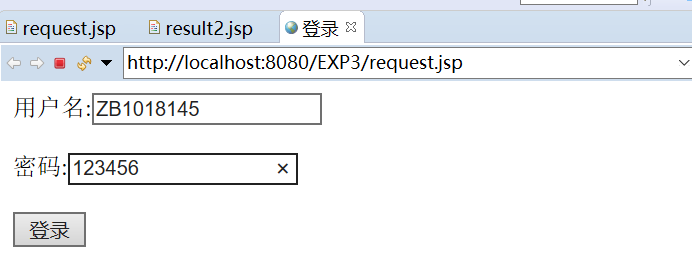 request.jsp result2.jsp 登录
http://localhost:8080/EXP3/request.jsp
用户名:ZB1018145
密码:123456
登录